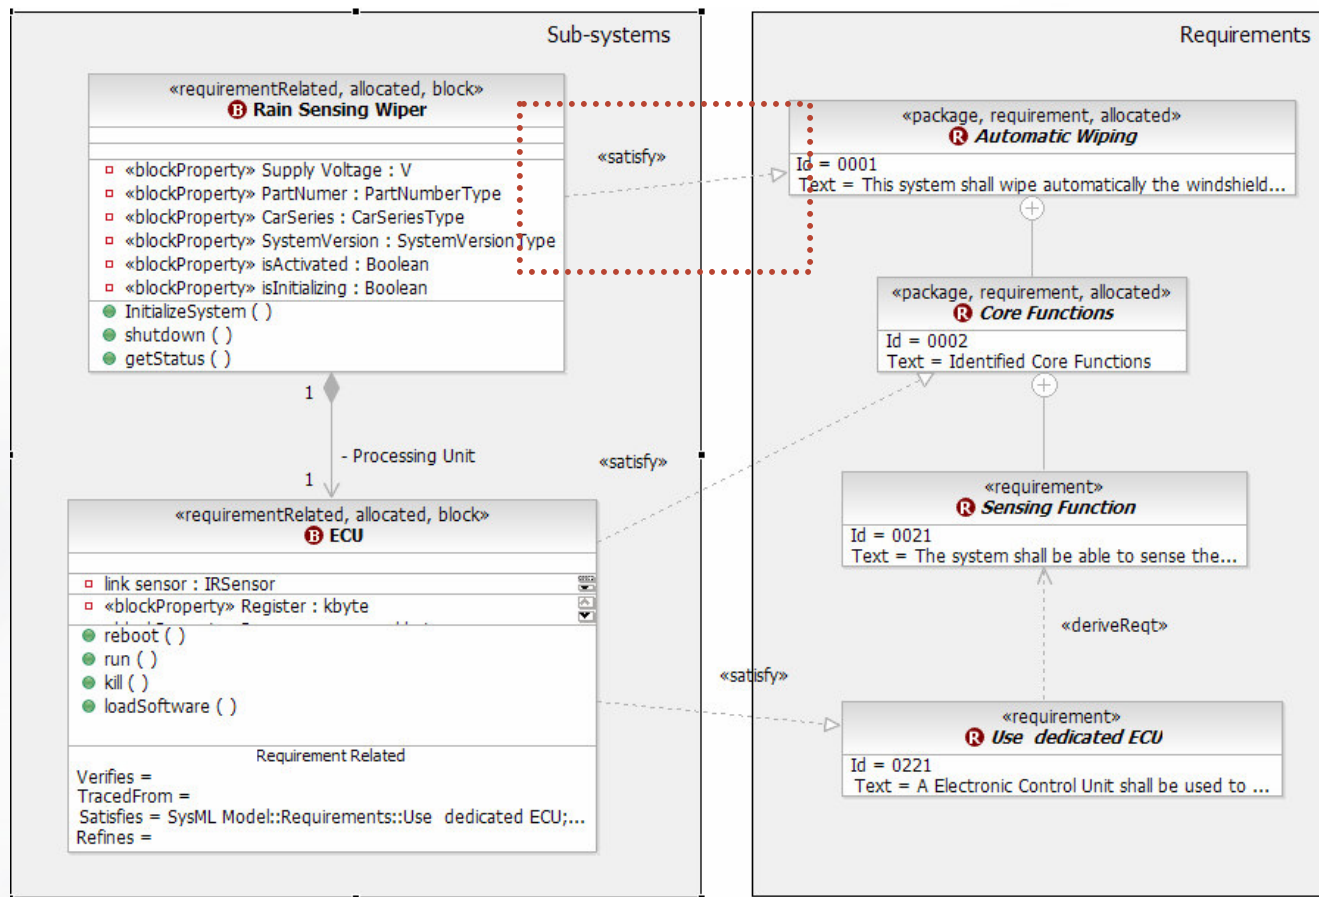 Sub-systems
«requirementRelated, allocated, block»
B Rain Sensing Wiper
«blockProperty» Supply Voltage : V
«blockProperty» PartNumer : PartNumberType
«blockProperty» CarSeries : CarSeriesType
«blockProperty» SystemVersion : SystemVersionType
«blockProperty» isActivated : Boolean
«blockProperty» isInitializing : Boolean
InitializeSystem ( )
shutdown ( )
getStatus ( )
1
- Processing Unit
1
«requirementRelated, allocated, block»
B ECU
link sensor : IRSensor
«blockProperty» Register : kbyte
reboot ( )
run ( )
kill ( )
loadSoftware ( )
Requirement Related
Verifies =
TracedFrom =
Satisfies = SysML Model::Requirements::Use dedicated ECU;...
Refines =
«satisfy»
«satisfy»
«satisfy»
Requirements
«package, requirement, allocated»
R Automatic Wiping
Id = 0001
Text = This system shall wipe automatically the windshield...
«package, requirement, allocated»
R Core Functions
Id = 0002
Text = Identified Core Functions
«requirement»
R Sensing Function
Id = 0021
Text = The system shall be able to sense the...
«deriveReqt»
«requirement»
R Use dedicated ECU
Id = 0221
Text = A Electronic Control Unit shall be used to ...